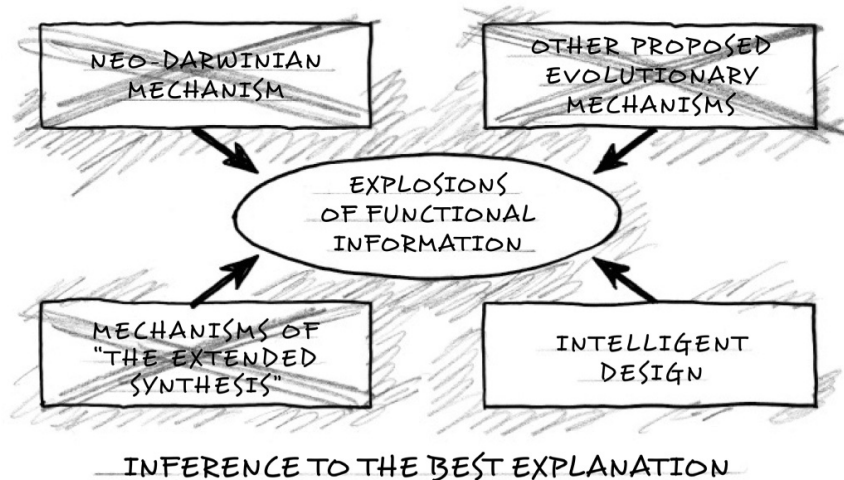 NEO-DARWINIAN
MECHANISM
OTHER PROPOSED
EVOLUTIONARY
MECHANISMS
EXPLOSIONS
OF FUNCTIONAL
INFORMATION
MECHANISMS OF
"THE EXTENDED
SYNTHESIS"
INTELLIGENT
DESIGN
INFERENCE TO THE BEST EXPLANATION